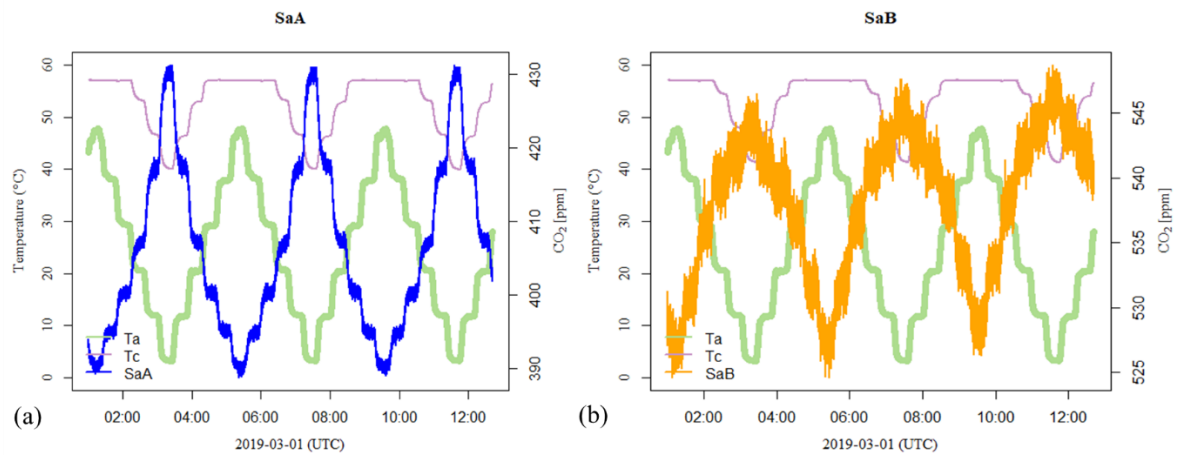 SaA
SaB
(a)
Temperature (°C)
60
50
40
30
20
10
0
430
420
410
400
390
CO₂ [ppm]
Ta
Tc
SaA
02:00 04:00 06:00 08:00 10:00 12:00
2019-03-01 (UTC)
(b)
Temperature (°C)
60
50
40
30
20
10
0
545
540
535
530
525
CO₂ [ppm]
Ta
Tc
SaB
02:00 04:00 06:00 08:00 10:00 12:00
2019-03-01 (UTC)